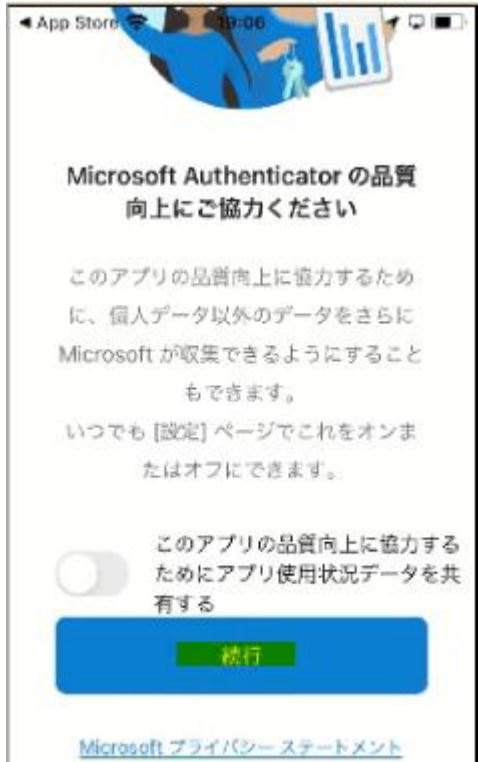 ◀ App Store 19:06
Microsoft Authenticator の品質
向上にご協力ください
このアプリの品質向上に協力するため
に、個人データ以外のデータをさらに
Microsoft が収集できるようにすること
もできます。
いつでも [設定] ページでこれをオンま
たはオフにできます。
このアプリの品質向上に協力する
ためにアプリ使用状況データを共
有する
続行
Microsoft プライバシー ステートメント